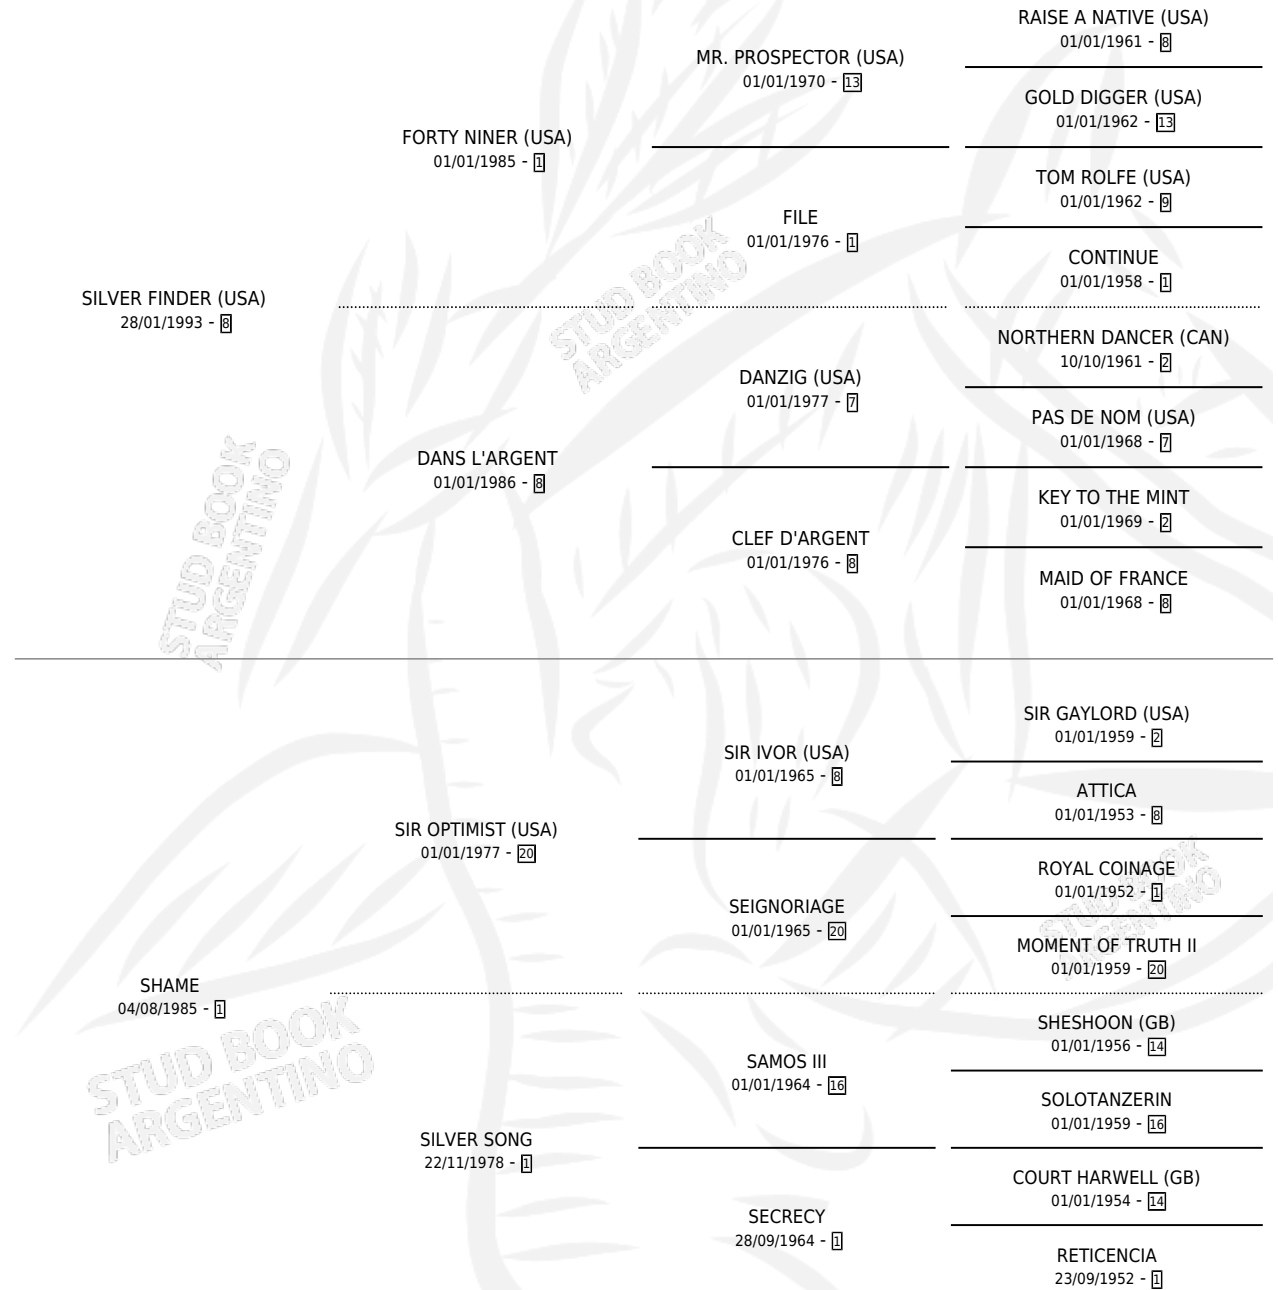 RAISE A NATIVE (USA)
01/01/1961 - 8
MR. PROSPECTOR (USA)
01/01/1970 - 13
GOLD DIGGER (USA)
01/01/1962 - 13
FORTY NINER (USA)
01/01/1985 - 1
TOM ROLFE (USA)
01/01/1962 - 9
FILE
01/01/1976 - 1
CONTINUE
01/01/1958 - 1
SILVER FINDER (USA)
28/01/1993 - 8
STUD BOOK
ARGENTINO
NORTHERN DANCER (CAN)
10/10/1961 - 2
DANZIG (USA)
01/01/1977 - 7
PAS DE NOM (USA)
01/01/1968 - 7
DANS L'ARGENT
01/01/1986 - 8
KEY TO THE MINT
01/01/1969 - 2
CLEF D'ARGENT
01/01/1976 - 8
MAID OF FRANCE
01/01/1968 - 8
STUD BOOK
ARGENTINO
SIR GAYLORD (USA)
01/01/1959 - 2
SIR IVOR (USA)
01/01/1965 - 8
ATTICA
01/01/1953 - 8
SIR OPTIMIST (USA)
01/01/1977 - 20
ROYAL COINAGE
01/01/1952 - 1
SEIGNORIAGE
01/01/1965 - 20
STUD BOOK
ARGENTINO
MOMENT OF TRUTH II
01/01/1959 - 20
SHAME
04/08/1985 - 1
STUD BOOK
ARGENTINO
SHESHOON (GB)
01/01/1956 - 14
SAMOS III
01/01/1964 - 16
SOLOTANZERIN
01/01/1959 - 16
SILVER SONG
22/11/1978 - 1
COURT HARWELL (GB)
01/01/1954 - 14
SECRECY
28/09/1964 - 1
RETICENCIA
23/09/1952 - 1